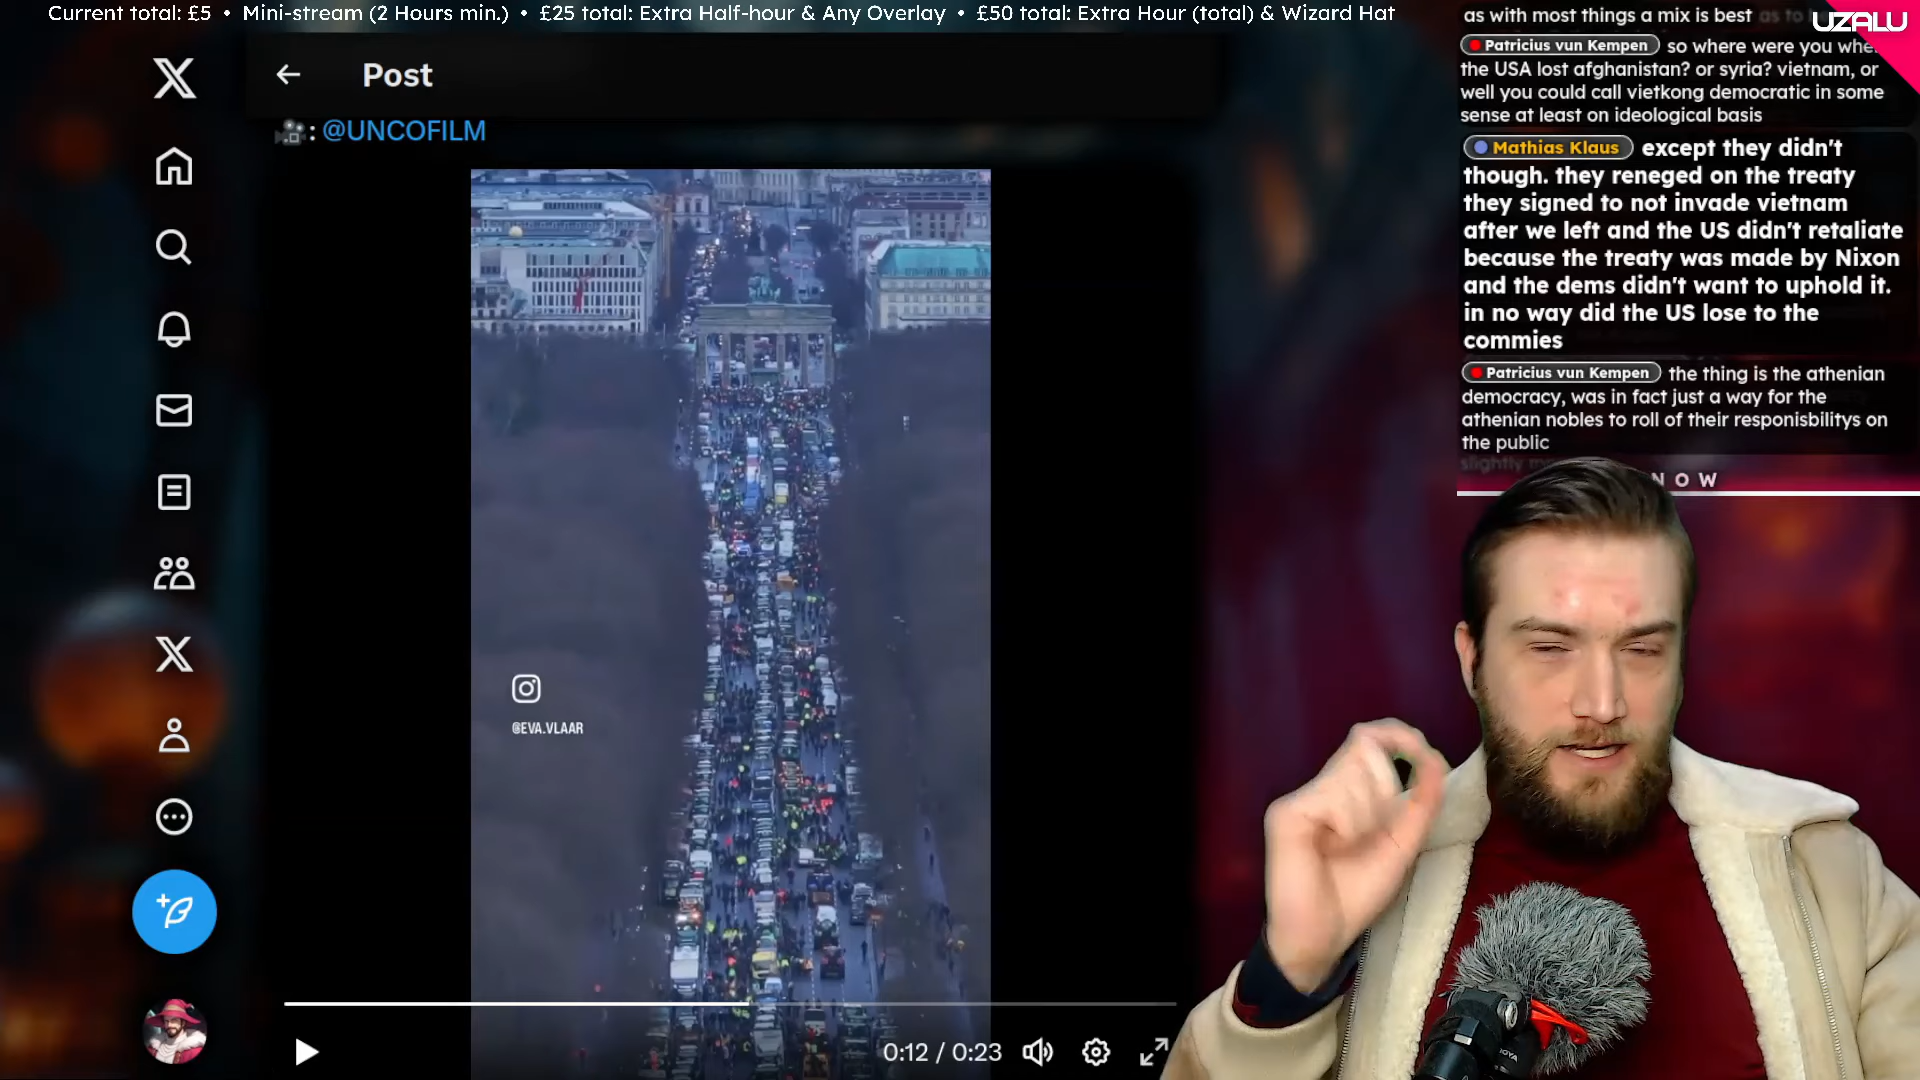 Current total: £5 • Mini-stream (2 Hours min.) • £25 total: Extra Half-hour & Any Overlay • £50 total: Extra Hour (total) & Wizard Hat
UZALU
Post
: @UNCOFILM
@EVA.VLAAR
0:12 / 0:23
as with most things a mix is best as to
Patricius vun Kempen so where were you whe
the USA lost afghanistan? or syria? vietnam, or
well you could call vietkong democratic in some
sense at least on ideological basis
Mathias Klaus except they didn't
though. they reneged on the treaty
they signed to not invade vietnam
after we left and the US didn't retaliate
because the treaty was made by Nixon
and the dems didn't want to uphold it.
in no way did the US lose to the
commies
Patricius vun Kempen the thing is the athenian
democracy, was in fact just a way for the
athenian nobles to roll of their responisbilitys on
the public
slightly
NOW